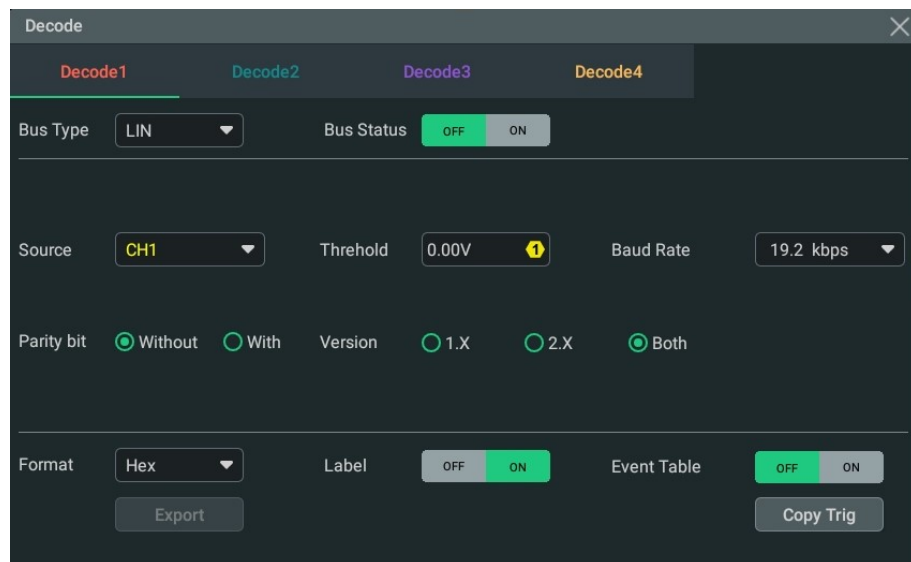 Decode
Decode1 Decode2 Decode3 Decode4
Bus Type LIN Bus Status OFF ON
Source CH1 Threhold 0.00V 1 Baud Rate 19.2 kbps
Parity bit Without With Version 1.X 2.X Both
Format Hex Label OFF ON Event Table OFF ON
Export Copy Trig